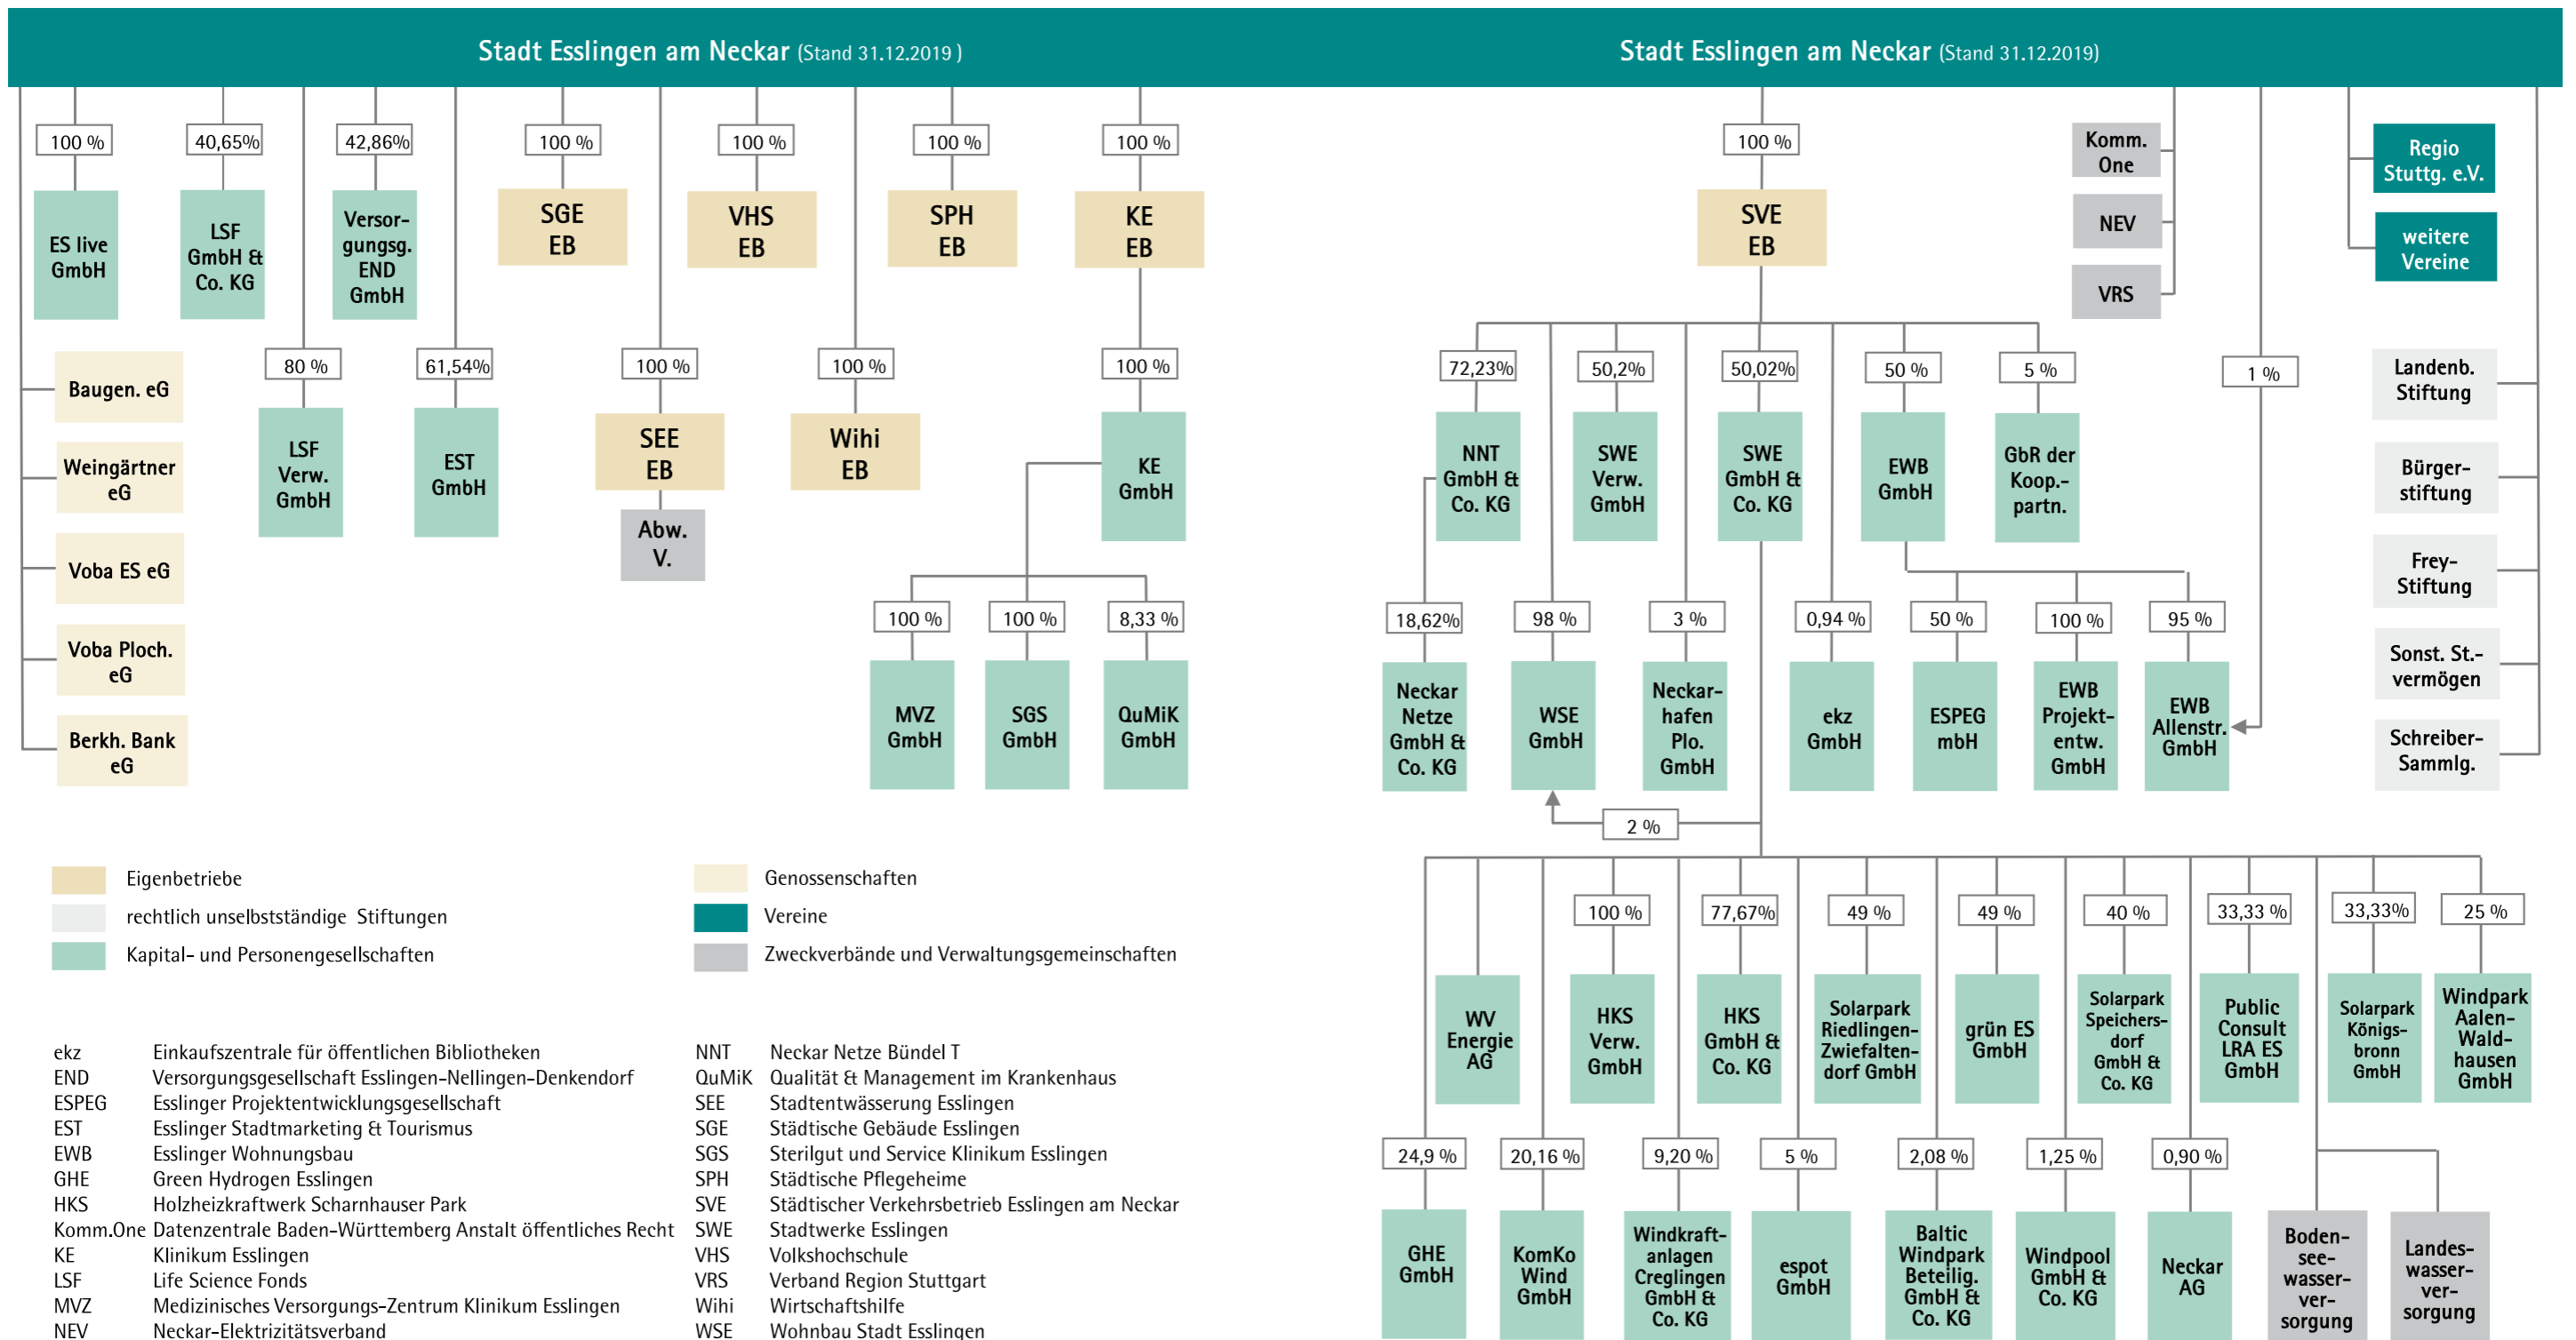 Stadt Esslingen am Neckar (Stand 31.12.2019 )
Stadt Esslingen am Neckar (Stand 31.12.2019)
100 %
40,65%
42,86%
100 %
100 %
100 %
100 %
ES live
GmbH
LSF
GmbH &
Co. KG
Versor-
gungsg.
END
GmbH
SGE
EB
VHS
EB
SPH
EB
KE
EB
80 %
61,54%
100 %
100 %
100 %
Baugen. eG
Weingärtner
eG
Voba ES eG
Voba Ploch.
eG
Berkh. Bank
eG
LSF
Verw.
GmbH
EST
GmbH
SEE
EB
Abw.
V.
Wihi
EB
KE
GmbH
100 %
100 %
8,33 %
MVZ
GmbH
SGS
GmbH
QuMiK
GmbH
100 %
SVE
EB
Komm.
One
NEV
VRS
Regio
Stuttg. e.V.
weitere
Vereine
72,23%
50,2%
50,02%
50 %
5 %
1 %
NNT
GmbH &
Co. KG
SWE
Verw.
GmbH
SWE
GmbH &
Co. KG
EWB
GmbH
GbR der
Koop.-
partn.
Landenb.
Stiftung
Bürger-
stiftung
Frey-
Stiftung
Sonst. St.-
vermögen
Schreiber-
Sammlg.
18,62%
98 %
3 %
0,94 %
50 %
100 %
95 %
Neckar
Netze
GmbH &
Co. KG
WSE
GmbH
Neckar-
hafen
Plo.
GmbH
ekz
GmbH
ESPEG
mbH
EWB
Projekt-
entw.
GmbH
EWB
Allenstr.
GmbH
2 %
100 %
77,67%
49 %
49 %
40 %
33,33 %
33,33%
25 %
WV
Energie
AG
HKS
Verw.
GmbH
HKS
GmbH &
Co. KG
Solarpark
Riedlingen-
Zwiefalten-
dorf GmbH
grün ES
GmbH
Solarpark
Speichers-
dorf
GmbH &
Co. KG
Public
Consult
LRA ES
GmbH
Solarpark
Königs-
bronn
GmbH
Windpark
Aalen-
Wald-
hausen
GmbH
24,9 %
20,16 %
9,20 %
5 %
2,08 %
1,25 %
0,90 %
GHE
GmbH
KomKo
Wind
GmbH
Windkraft-
anlagen
Creglingen
GmbH &
Co. KG
espot
GmbH
Baltic
Windpark
Beteilig.
GmbH &
Co. KG
Windpool
GmbH &
Co. KG
Neckar
AG
Boden-
see-
wasser-
ver-
sorgung
Landes-
wasser-
ver-
sorgung
Eigenbetriebe
rechtlich unselbstständige Stiftungen
Kapital- und Personengesellschaften
Genossenschaften
Vereine
Zweckverbände und Verwaltungsgemeinschaften
ekz Einkaufszentrale für öffentlichen Bibliotheken
END Versorgungsgesellschaft Esslingen-Nellingen-Denkendorf
ESPEG Esslinger Projektentwicklungsgesellschaft
EST Esslinger Stadtmarketing & Tourismus
EWB Esslinger Wohnungsbau
GHE Green Hydrogen Esslingen
HKS Holzheizkraftwerk Scharnhauser Park
Komm.One Datenzentrale Baden-Württemberg Anstalt öffentliches Recht
KE Klinikum Esslingen
LSF Life Science Fonds
MVZ Medizinisches Versorgungs-Zentrum Klinikum Esslingen
NEV Neckar-Elektrizitätsverband
NNT Neckar Netze Bündel T
QuMiK Qualität & Management im Krankenhaus
SEE Stadtentwässerung Esslingen
SGE Städtische Gebäude Esslingen
SGS Sterilgut und Service Klinikum Esslingen
SPH Städtische Pflegeheime
SVE Städtischer Verkehrsbetrieb Esslingen am Neckar
SWE Stadtwerke Esslingen
VHS Volkshochschule
VRS Verband Region Stuttgart
Wihi Wirtschaftshilfe
WSE Wohnbau Stadt Esslingen